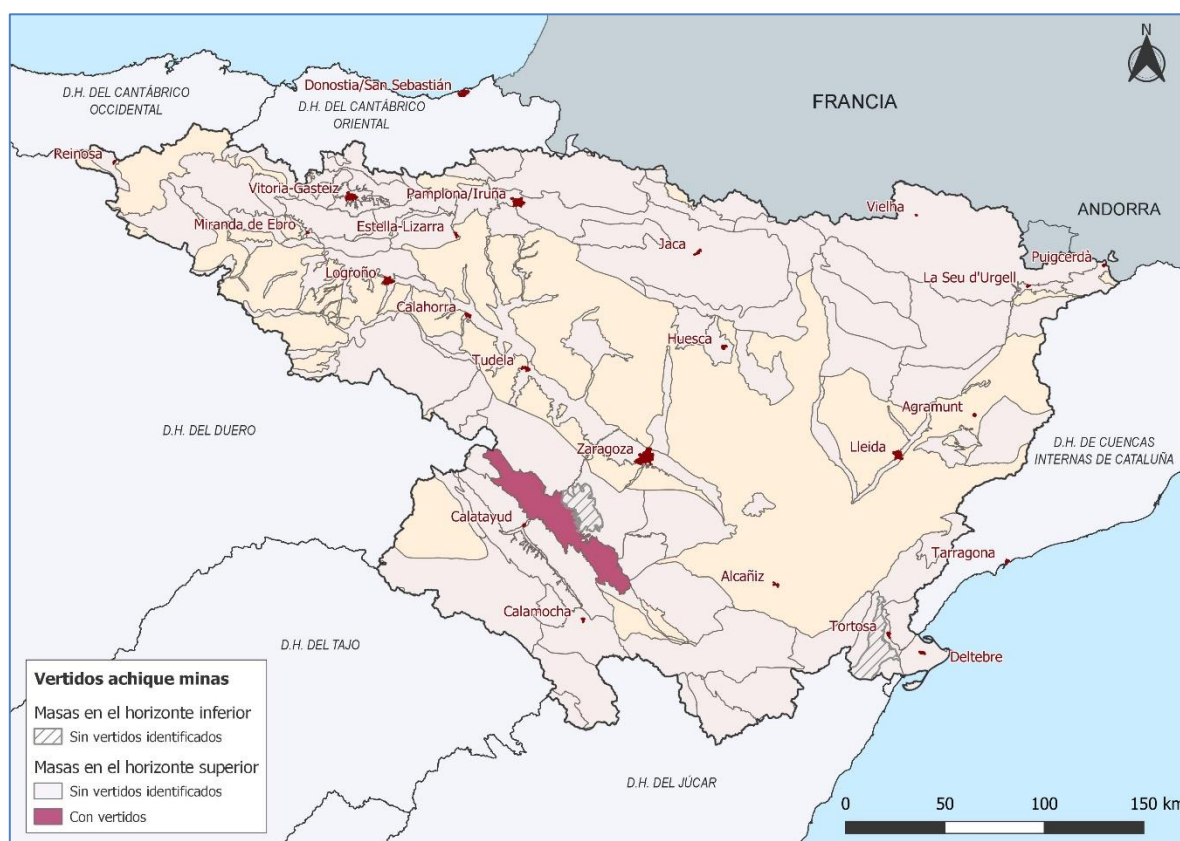 N
Donostia/San Sebastián
D.H. DEL CANTÁBRICO
OCCIDENTAL
D.H. DEL CANTÁBRICO
ORIENTAL
FRANCIA
Reinosa
Vitoria-Gasteiz
Pamplona/Iruña
Vielha
ANDORRA
Miranda de Ebro
Estella-Lizarra
Jaca
Puigcerdà
La Seu d'Urgell
Logroño
Calahorra
Huesca
Tudela
Agramunt
D.H. DEL DUERO
Zaragoza
Lleida
D.H. DE CUENCAS
INTERNAS DE CATALUÑA
Calatayud
Tarragona
Alcañiz
Calamocha
Tortosa
D.H. DEL TAJO
Deltebre
Vertidos achique minas
Masas en el horizonte inferior
Sin vertidos identificados
Masas en el horizonte superior
Sin vertidos identificados
Con vertidos
D.H. DEL JÚCAR
0 50 100 150 km